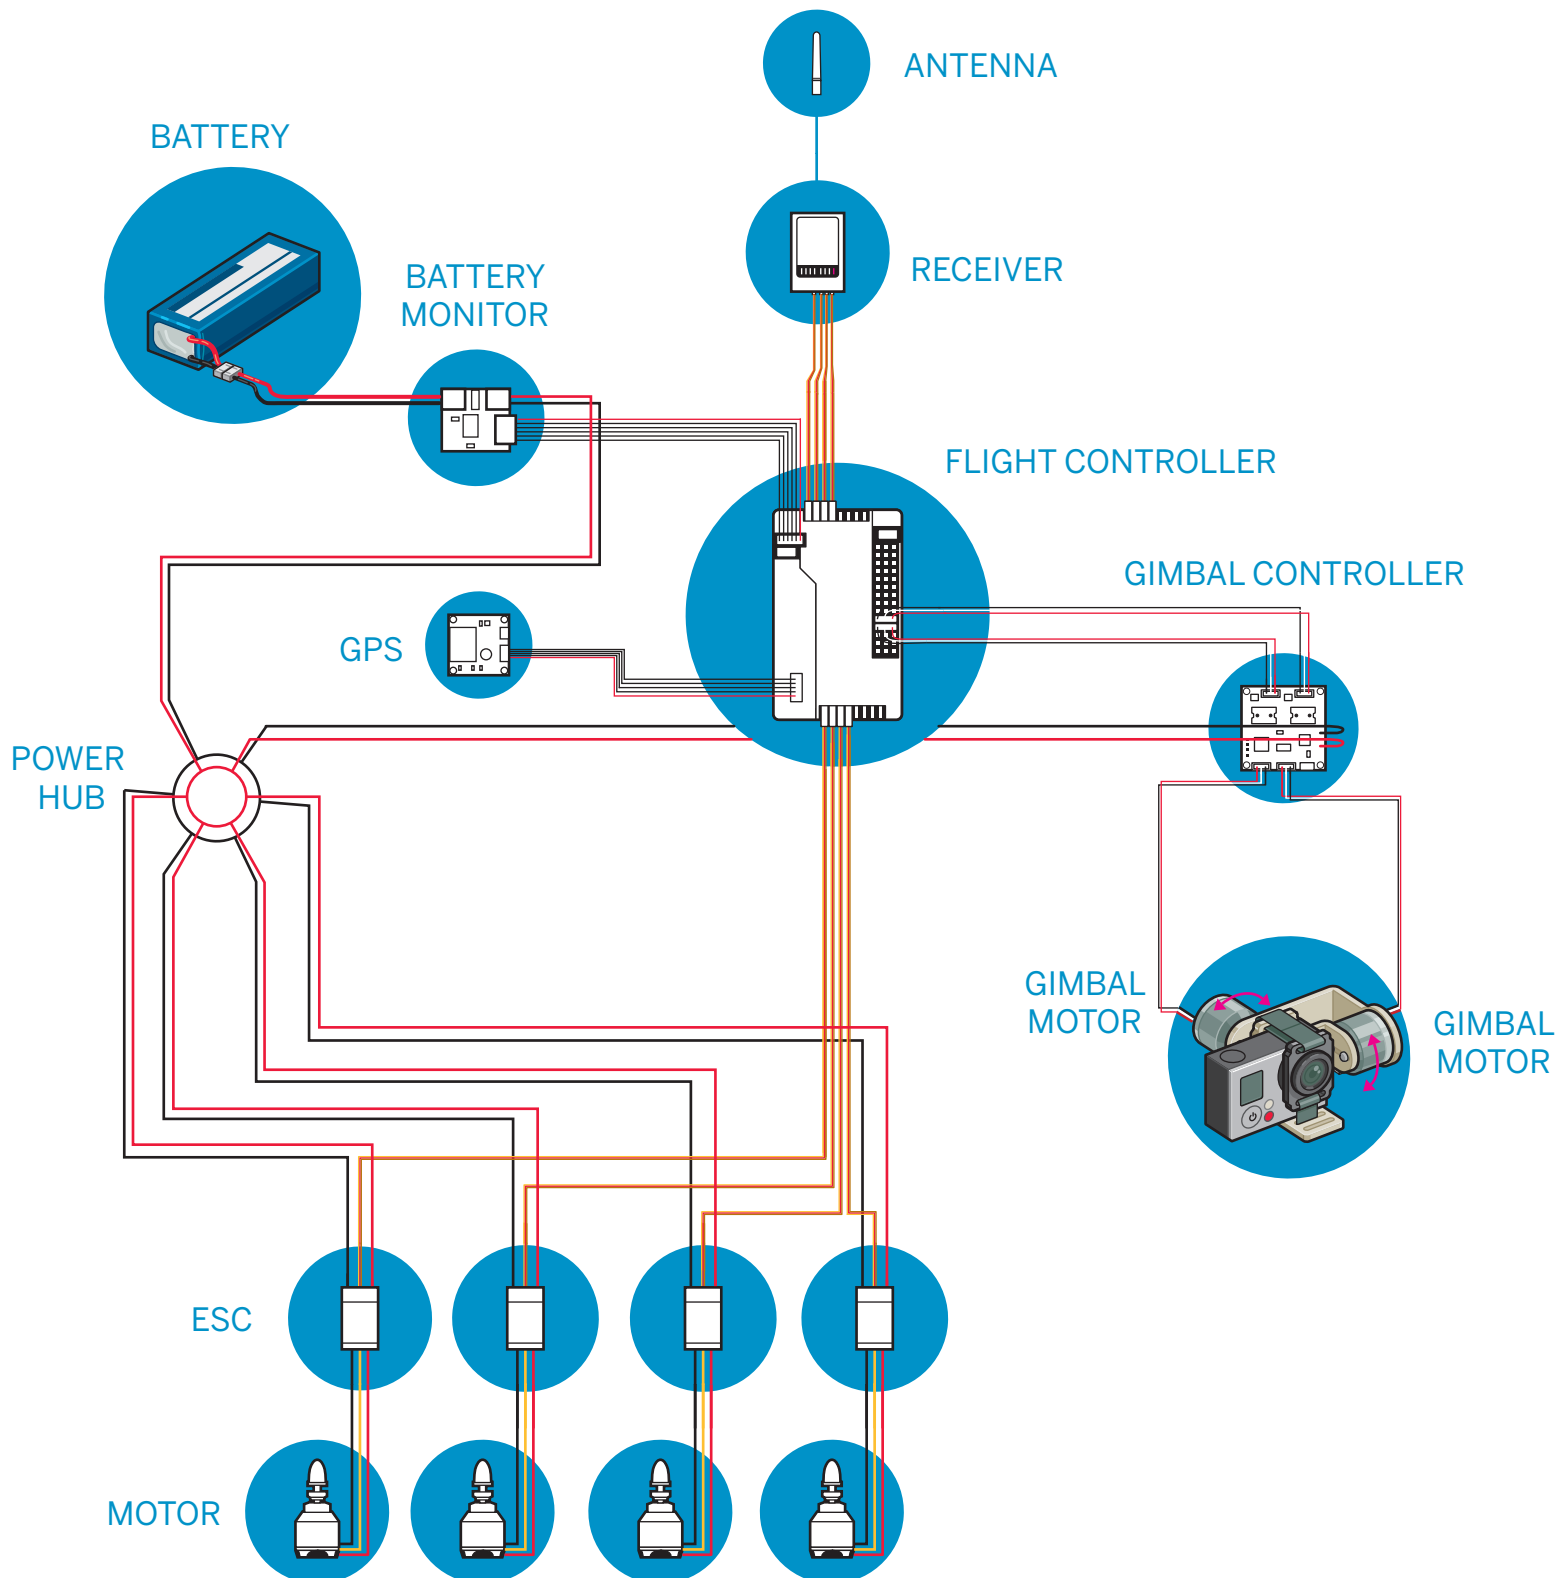 ANTENNA
BATTERY
BATTERY
MONITOR
RECEIVER
FLIGHT CONTROLLER
GIMBAL CONTROLLER
GPS
POWER
HUB
GIMBAL
MOTOR
GIMBAL
MOTOR
ESC
MOTOR